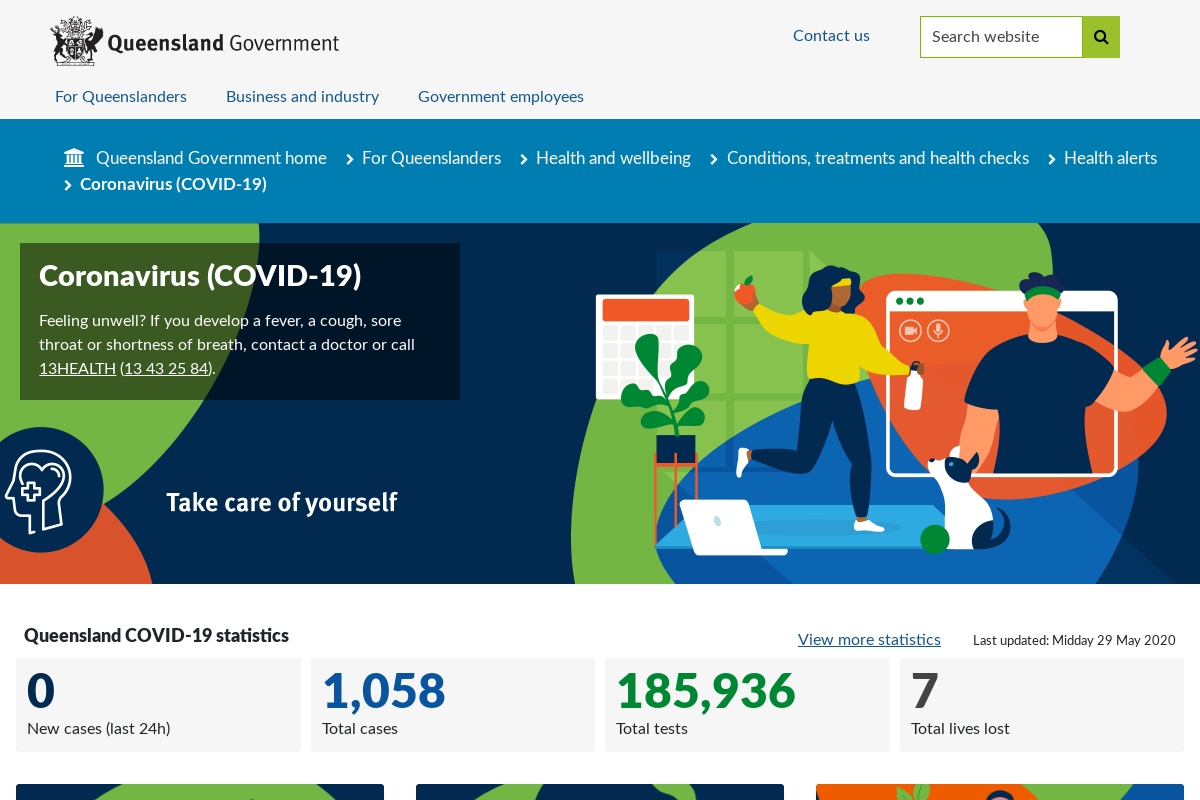 Queensland Government
Contact us
Search website
For Queenslanders
Business and industry
Government employees
Queensland Government home
For Queenslanders
Health and wellbeing
Conditions, treatments and health checks
Health alerts
Coronavirus (COVID-19)
Coronavirus (COVID-19)
Feeling unwell? If you develop a fever, a cough, sore
throat or shortness of breath, contact a doctor or call
13HEALTH (13 43 25 84).
Take care of yourself
Queensland COVID-19 statistics
View more statistics
Last updated: Midday 29 May 2020
0
New cases (last 24h)
1,058
Total cases
185,936
Total tests
7
Total lives lost